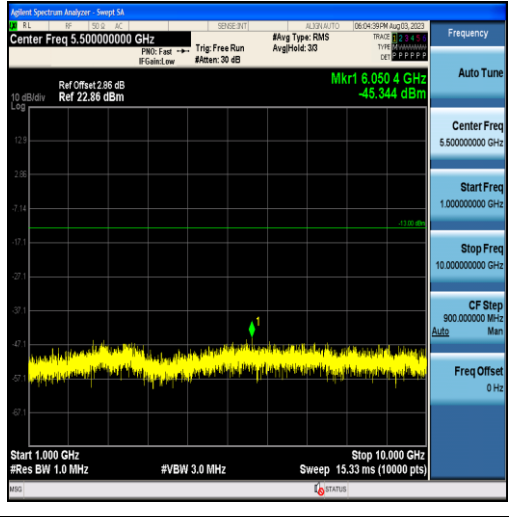 Agilent Spectrum Analyzer - Swept SA
RL RF 50 Ω AC SENSE:INT ALIGN AUTO 06:04:39 PM Aug 03, 2023
Center Freq 5.500000000 GHz #Avg Type: RMS TRACE 1 2 3 4 5 6 Frequency
PNO: Fast Trig: Free Run Avg|Hold: 3/3 TYPE MWWWWW
IFGain:Low #Atten: 30 dB DET P P P P P P
Auto Tune
Mkr1 6.050 4 GHz
Ref Offset 2.86 dB
10 dB/div Ref 22.86 dBm -45.344 dBm
Log
Center Freq
5.500000000 GHz
12.9
2.86
Start Freq
1.000000000 GHz
-7.14
-13.00 dBm
-17.1
Stop Freq
10.000000000 GHz
-27.1
CF Step
900.000000 MHz
-37.1
Auto Man
1
-47.1
Freq Offset
0 Hz
-57.1
-67.1
Start 1.000 GHz Stop 10.000 GHz
#Res BW 1.0 MHz #VBW 3.0 MHz Sweep 15.33 ms (10000 pts)
MSG STATUS